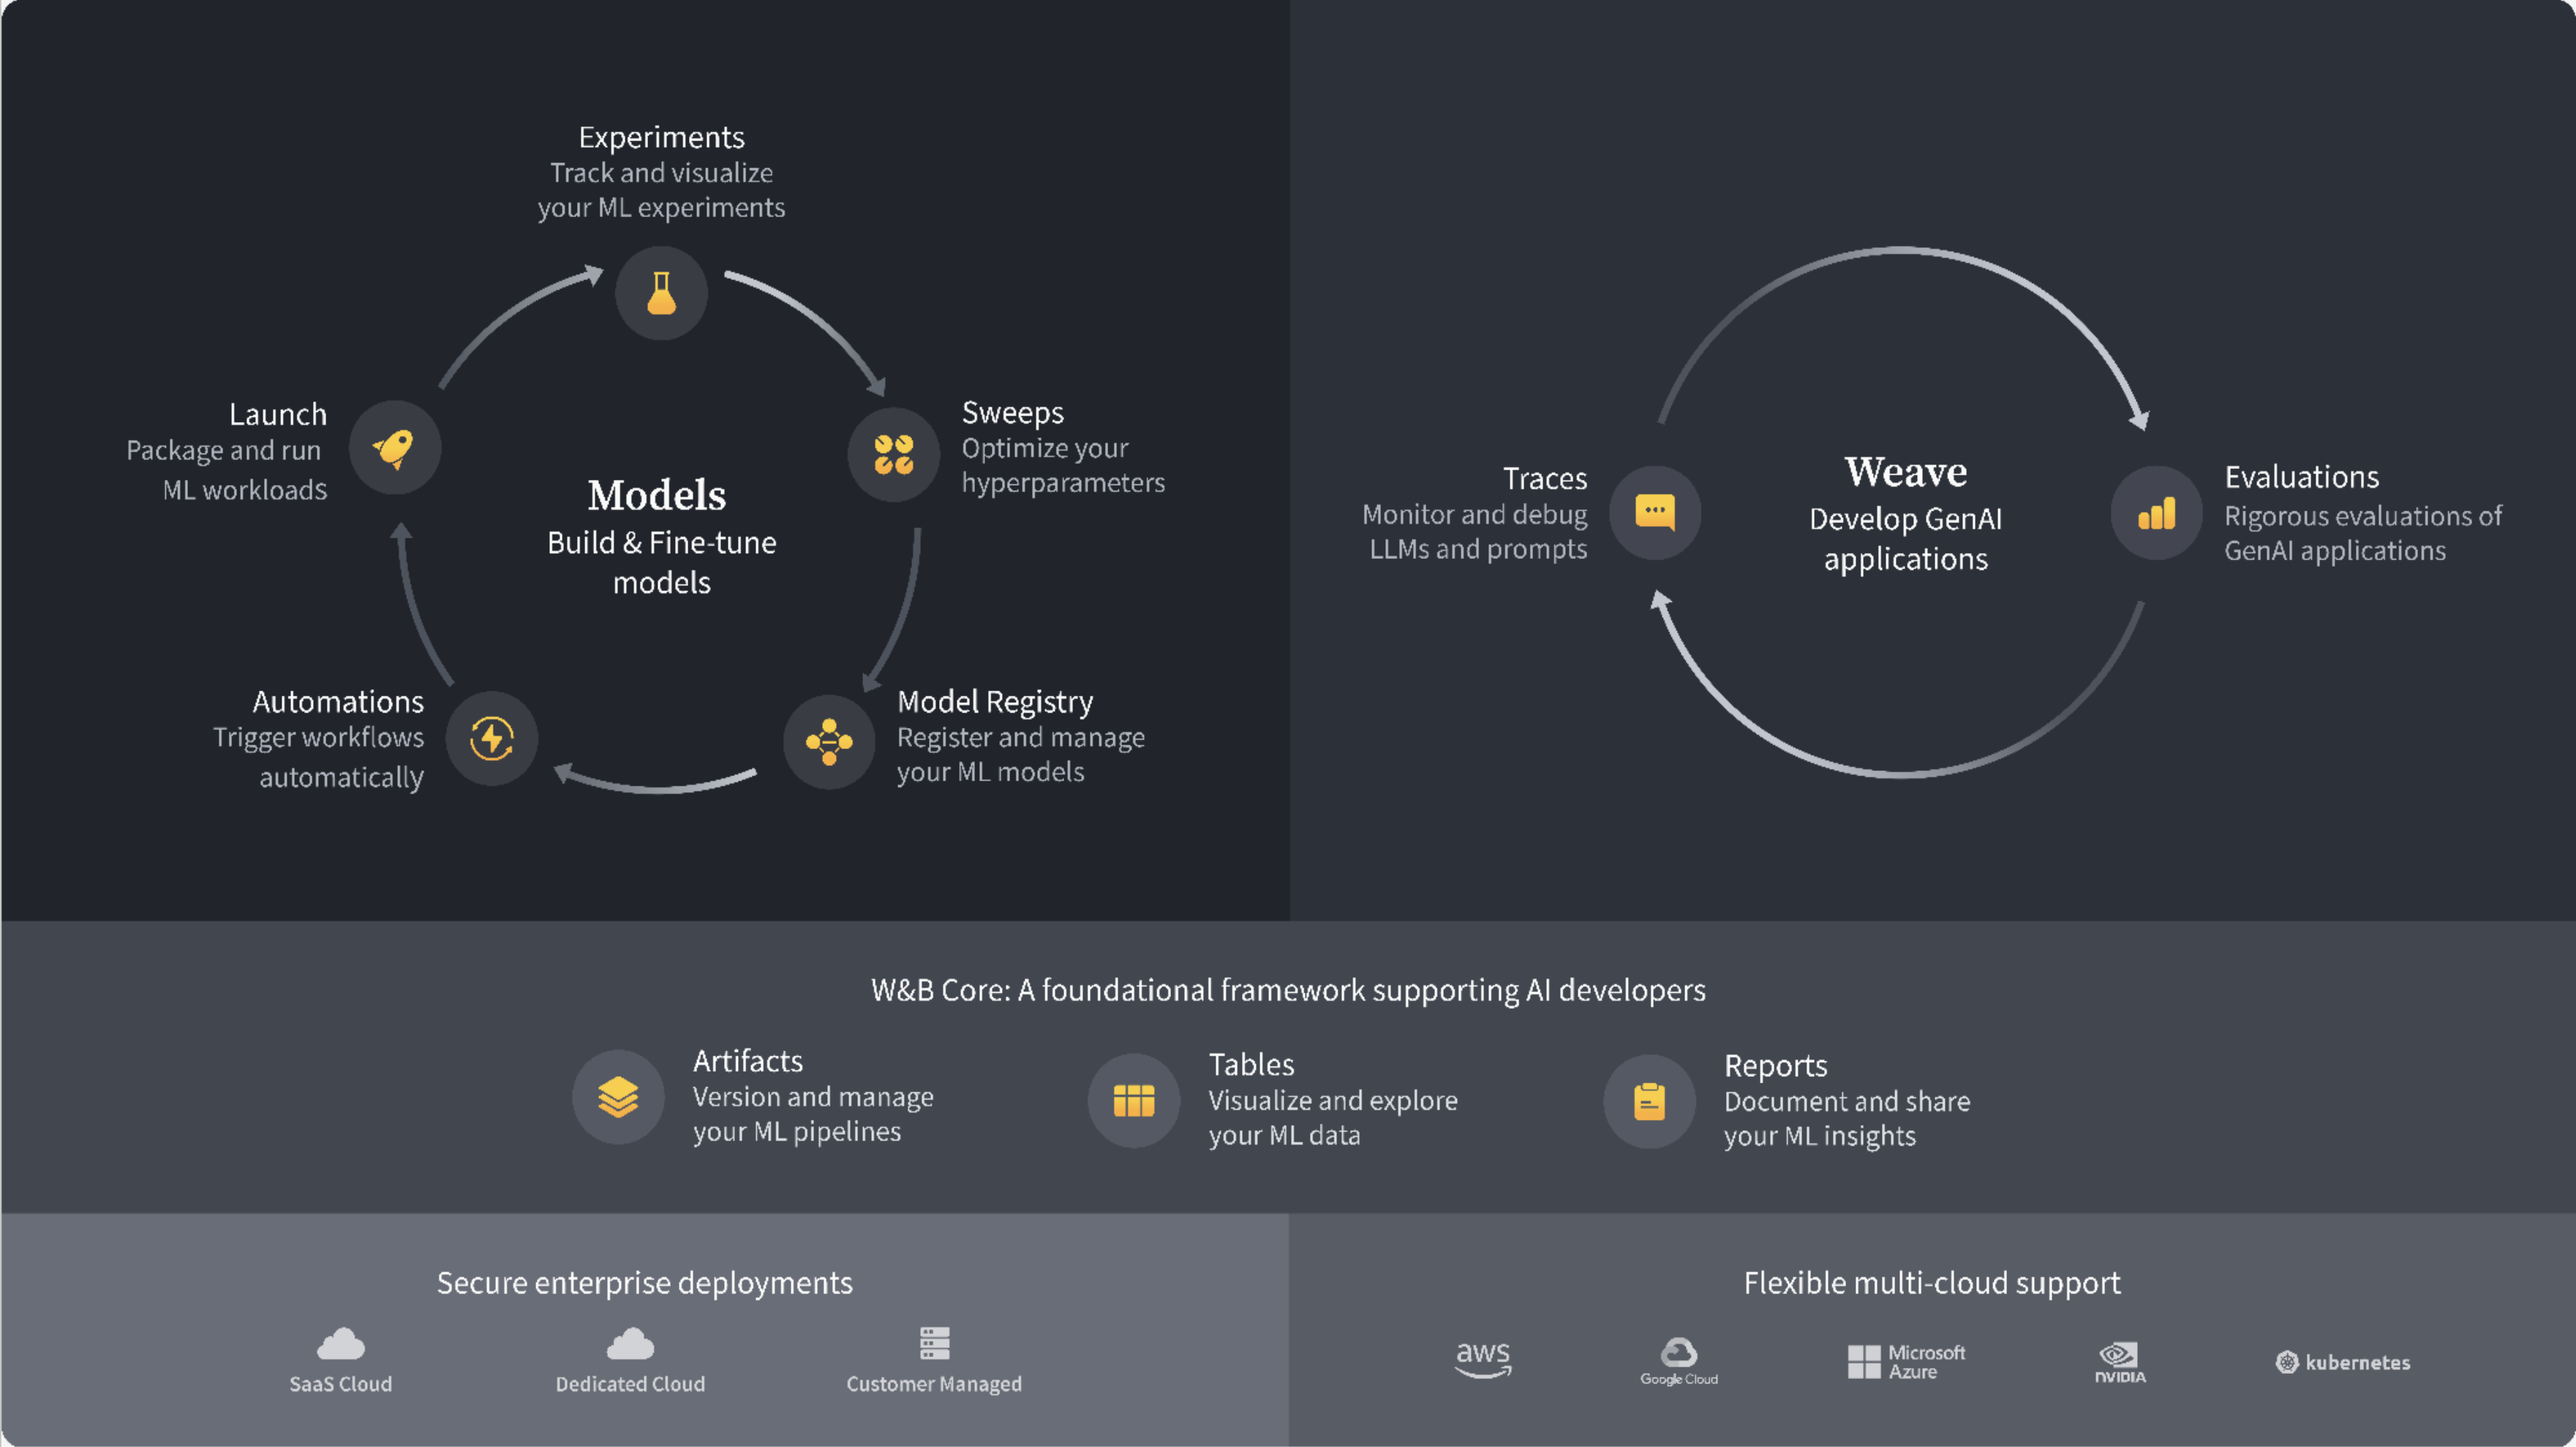 Experiments
Track and visualize
your ML experiments
Launch
Package and run
ML workloads
Sweeps
Optimize your
hyperparameters
Models
Build & Fine-tune
models
Automations
Trigger workflows
automatically
Model Registry
Register and manage
your ML models
Traces
Monitor and debug
LLMs and prompts
Weave
Develop GenAI
applications
Evaluations
Rigorous evaluations of
GenAI applications
W&B Core: A foundational framework supporting AI developers
Artifacts
Version and manage
your ML pipelines
Tables
Visualize and explore
your ML data
Reports
Document and share
your ML insights
Secure enterprise deployments
SaaS Cloud
Dedicated Cloud
Customer Managed
Flexible multi-cloud support
aws
Google Cloud
Microsoft
Azure
NVIDIA
kubernetes